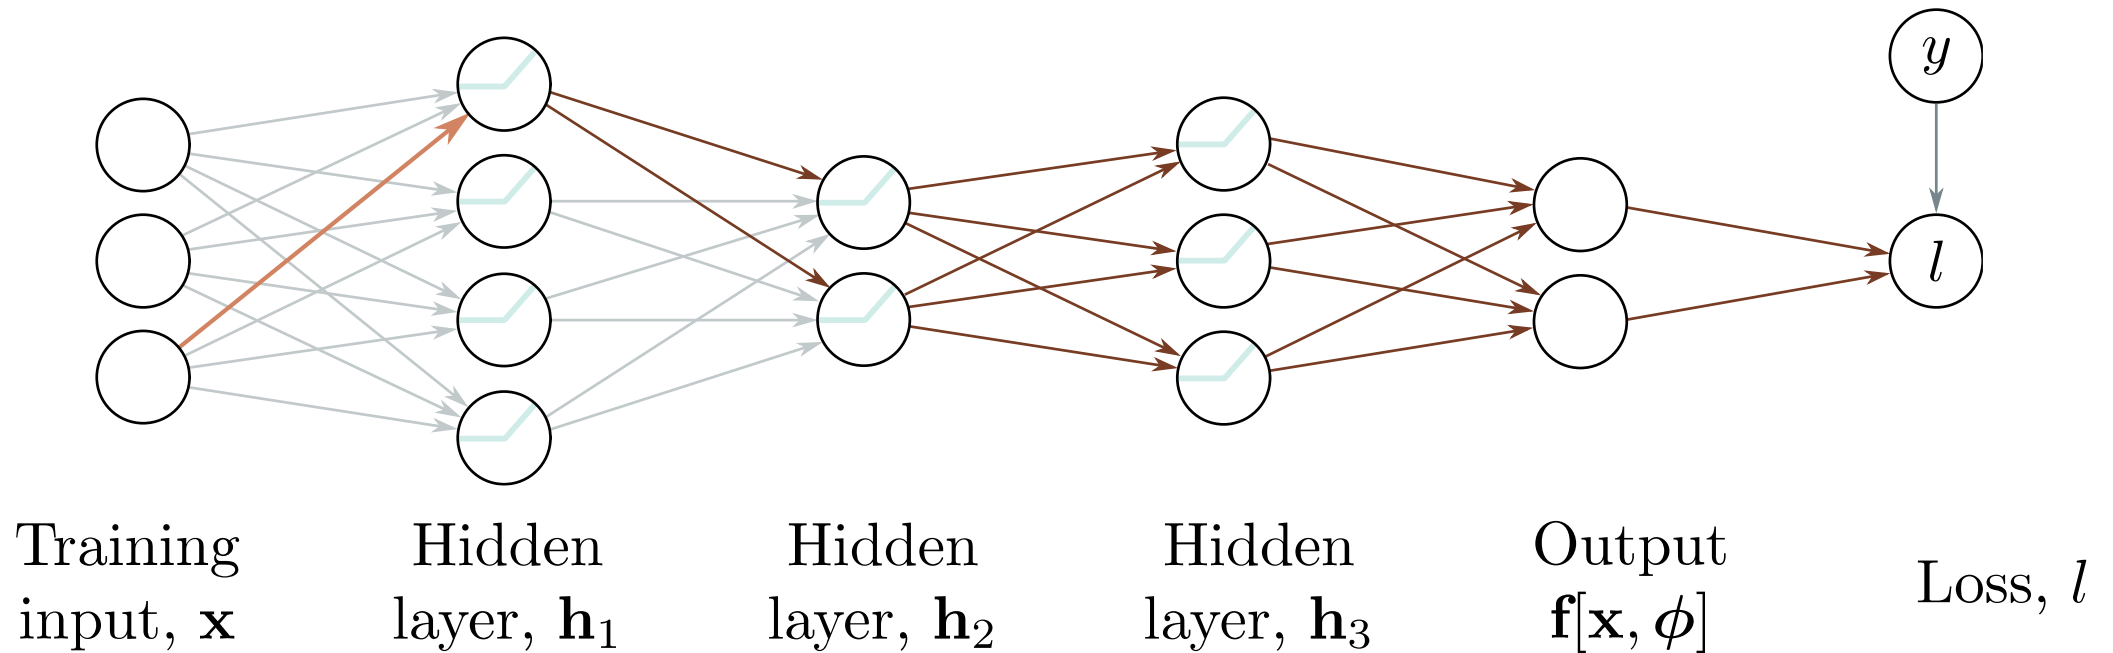 y
l
Training
input, x
Hidden
layer, h₁
Hidden
layer, h₂
Hidden
layer, h₃
Output
f[x, ϕ]
Loss, l